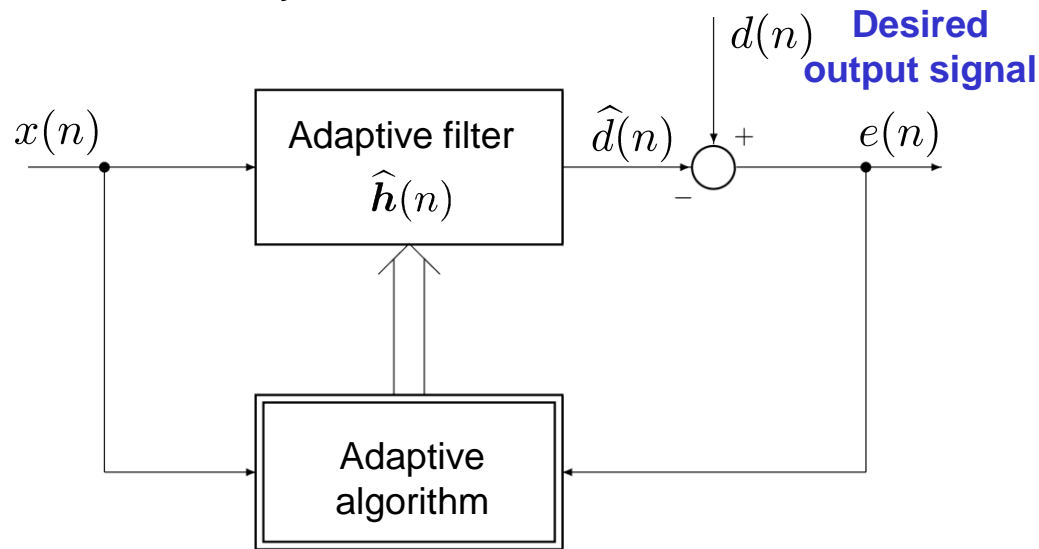 d(n)
Desired
output signal
x(n)
Adaptive filter
ĥ(n)
d̂(n)
+
−
e(n)
Adaptive
algorithm